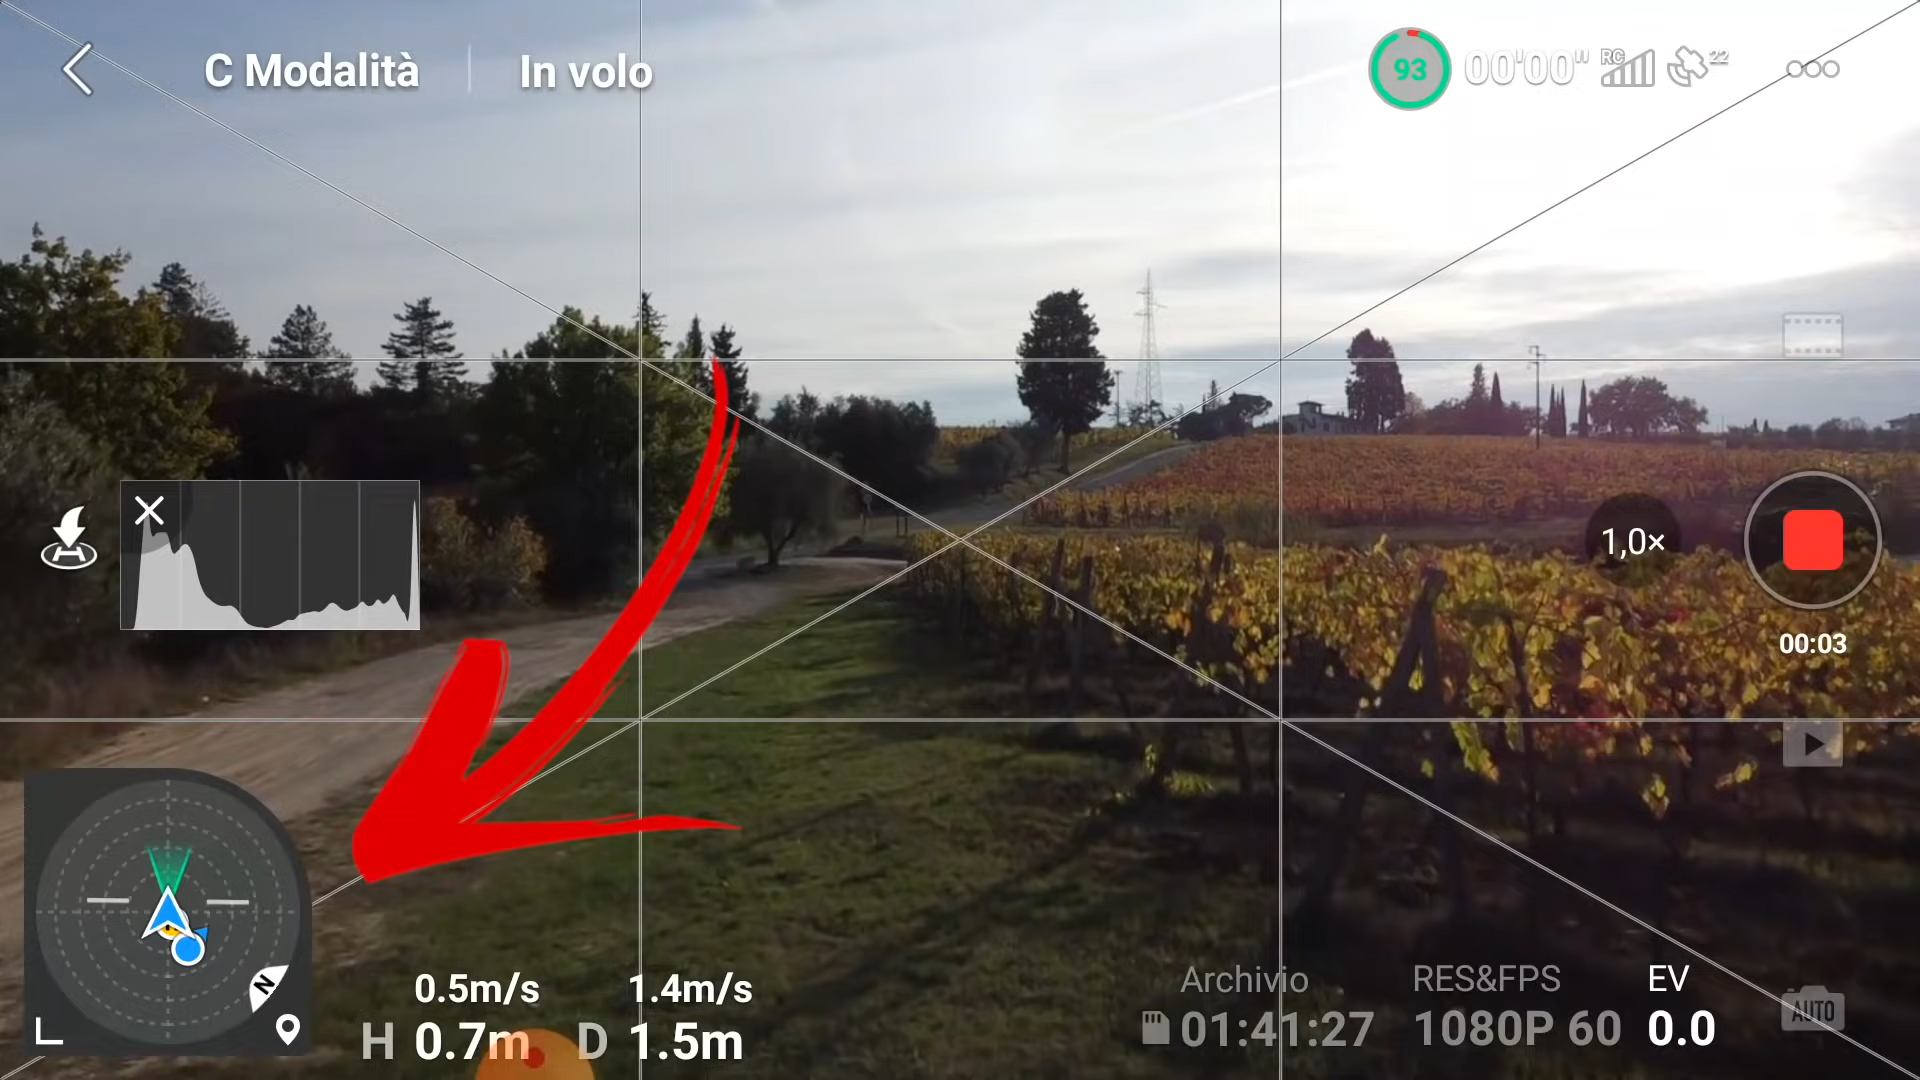 C Modalità
In volo
93
00'00"
RC
22
1,0×
00:03
N
0.5m/s
1.4m/s
H 0.7m
D 1.5m
Archivio
01:41:27
RES&FPS
1080P 60
EV
0.0
AUTO